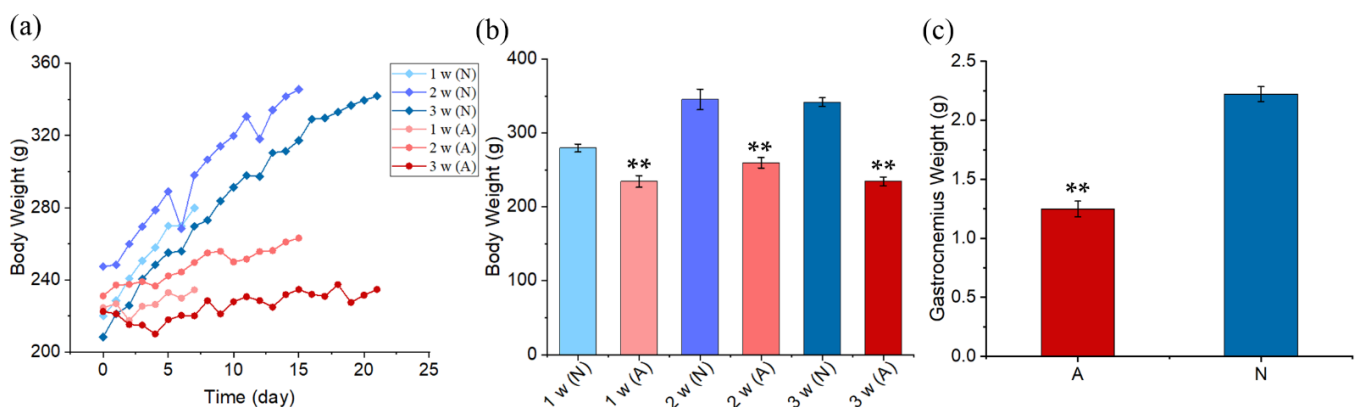 (a)
Body Weight (g)
360
320
280
240
200
0
5
10
15
20
25
Time (day)
1 w (N)
2 w (N)
3 w (N)
1 w (A)
2 w (A)
3 w (A)
(b)
Body Weight (g)
400
300
200
100
0
**
**
**
1 w (N)
1 w (A)
2 w (N)
2 w (A)
3 w (N)
3 w (A)
(c)
Gastrocnemius Weight (g)
2.5
2.0
1.5
1.0
0.5
0.0
**
A
N